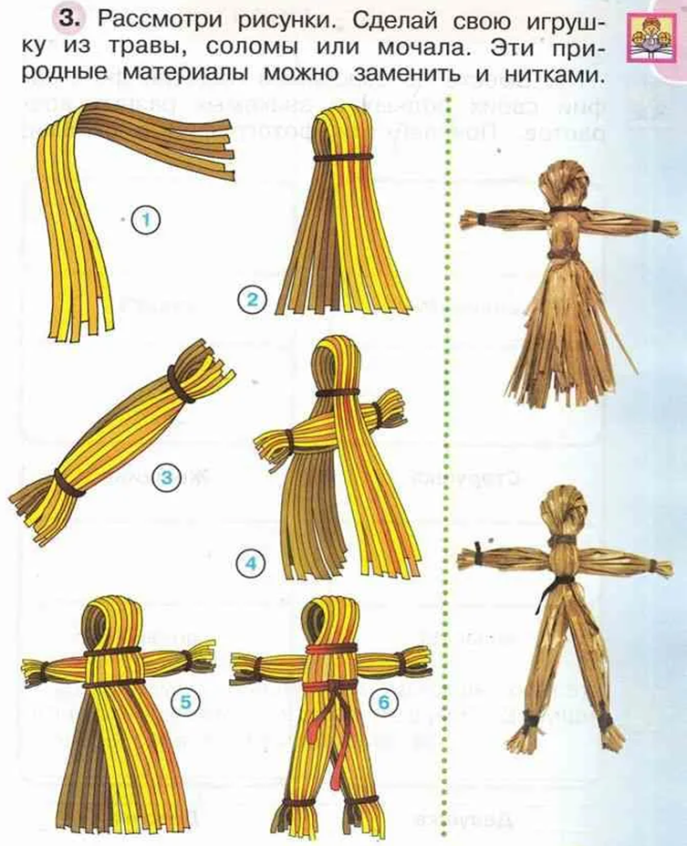 3. Рассмотри рисунки. Сделай свою игруш-
ку из травы, соломы или мочала. Эти при-
родные материалы можно заменить и нитками.
1
2
3
4
5
6